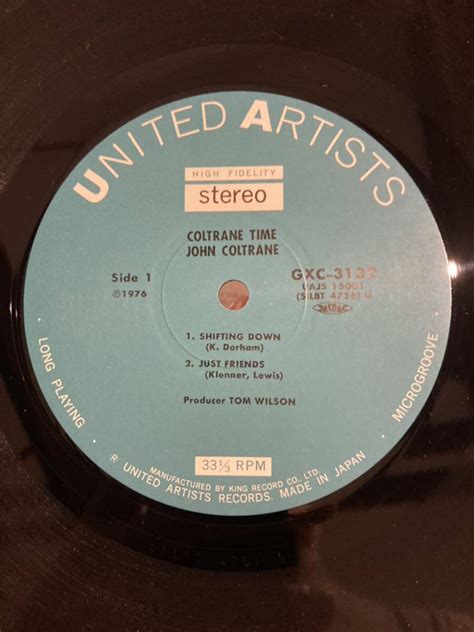 UNITED ARTISTS
HIGH FIDELITY
stereo
COLTRANE TIME
JOHN COLTRANE
Side 1
℗1976
GXC-3132
UAJS 15001
(SILBT 4756) U
1. SHIFTING DOWN
(K. Dorham)
2. JUST FRIENDS
(Klenner, Lewis)
Producer TOM WILSON
LONG PLAYING
MICROGROOVE
33⅓ RPM
MANUFACTURED BY KING RECORD CO., LTD.
® UNITED ARTISTS RECORDS. MADE IN JAPAN